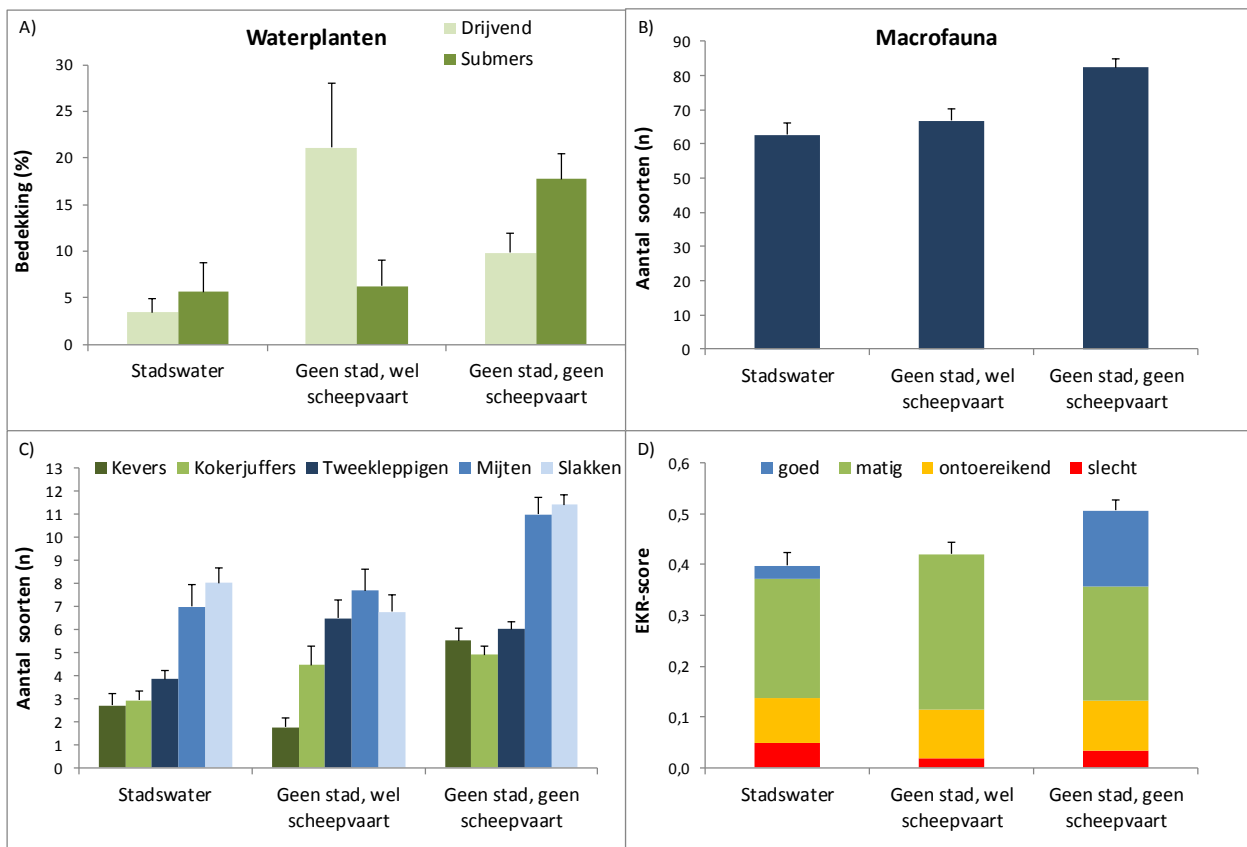 A)
Waterplanten
Drijvend
Submers
Bedekking (%)
30
25
20
15
10
5
0
Stadswater
Geen stad, wel
scheepvaart
Geen stad, geen
scheepvaart
B)
Macrofauna
Aantal soorten (n)
90
80
70
60
50
40
30
20
10
0
Stadswater
Geen stad, wel
scheepvaart
Geen stad, geen
scheepvaart
C)
Kevers Kokerjuffers Tweekleppigen Mijten Slakken
Aantal soorten (n)
13
12
11
10
9
8
7
6
5
4
3
2
1
0
Stadswater
Geen stad, wel
scheepvaart
Geen stad, geen
scheepvaart
D)
goed matig ontoereikend slecht
EKR-score
0,6
0,5
0,4
0,3
0,2
0,1
0,0
Stadswater
Geen stad, wel
scheepvaart
Geen stad, geen
scheepvaart